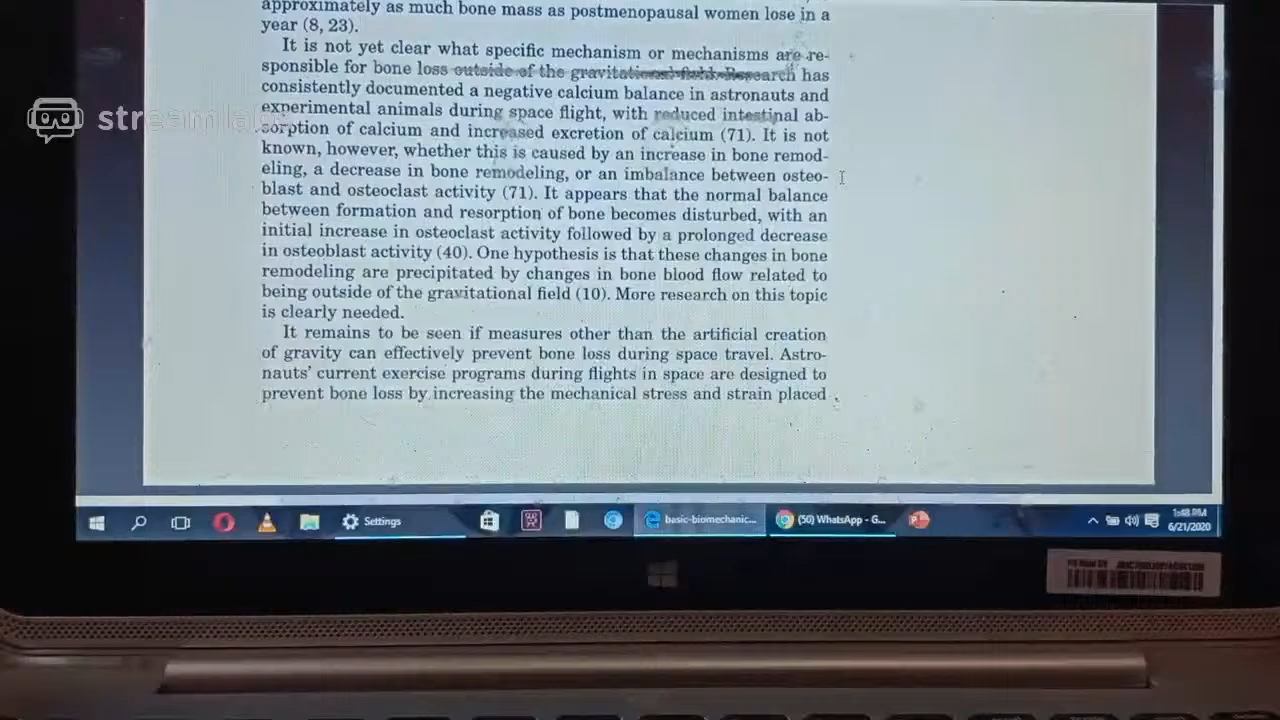 approximately as much bone mass as postmenopausal women lose in a
year (8, 23).
It is not yet clear what specific mechanism or mechanisms are re-
sponsible for bone loss outside of the gravitational field. Research has
consistently documented a negative calcium balance in astronauts and
experimental animals during space flight, with reduced intestinal ab-
sorption of calcium and increased excretion of calcium (71). It is not
known, however, whether this is caused by an increase in bone remod-
eling, a decrease in bone remodeling, or an imbalance between osteo-
blast and osteoclast activity (71). It appears that the normal balance
between formation and resorption of bone becomes disturbed, with an
initial increase in osteoclast activity followed by a prolonged decrease
in osteoblast activity (40). One hypothesis is that these changes in bone
remodeling are precipitated by changes in bone blood flow related to
being outside of the gravitational field (10). More research on this topic
is clearly needed.
It remains to be seen if measures other than the artificial creation
of gravity can effectively prevent bone loss during space travel. Astro-
nauts' current exercise programs during flights in space are designed to
prevent bone loss by increasing the mechanical stress and strain placed
streamlabs
Settings
basic-biomechanic...
(50) WhatsApp - G...
1:48 PM
6/21/2020